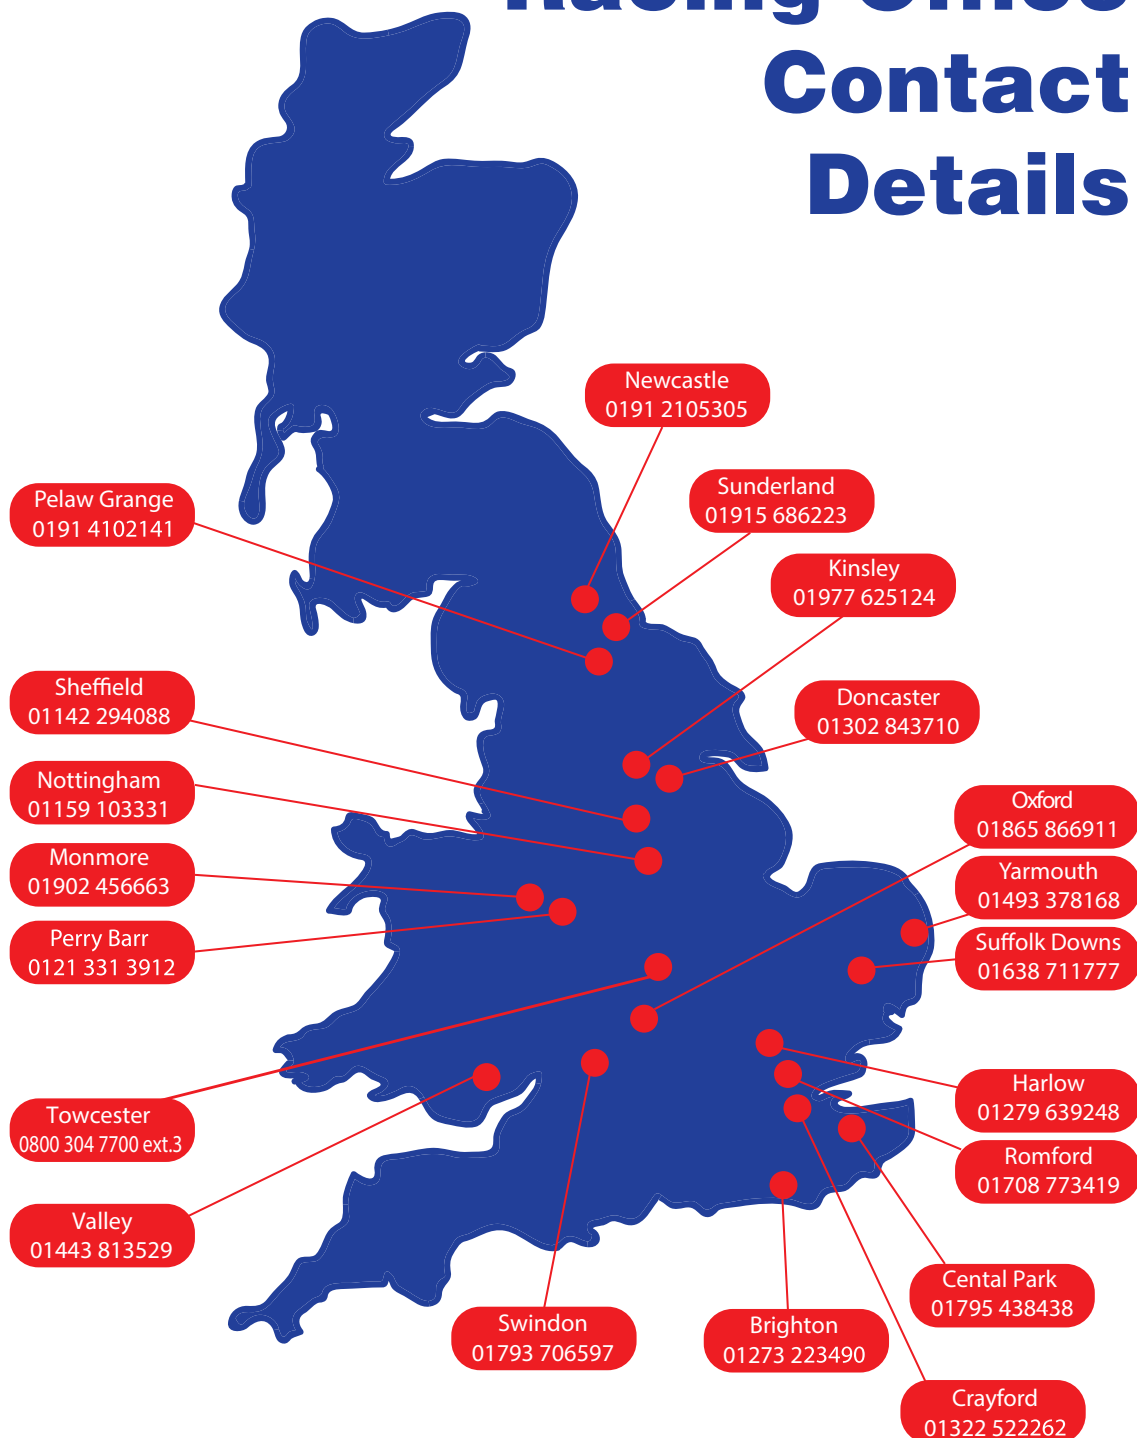 Racing Office
Contact
Details
Newcastle
0191 2105305
Pelaw Grange
0191 4102141
Sunderland
01915 686223
Kinsley
01977 625124
Sheffield
01142 294088
Doncaster
01302 843710
Nottingham
01159 103331
Oxford
01865 866911
Monmore
01902 456663
Yarmouth
01493 378168
Perry Barr
0121 331 3912
Suffolk Downs
01638 711777
Harlow
01279 639248
Towcester
0800 304 7700 ext.3
Romford
01708 773419
Valley
01443 813529
Cental Park
01795 438438
Swindon
01793 706597
Brighton
01273 223490
Crayford
01322 522262